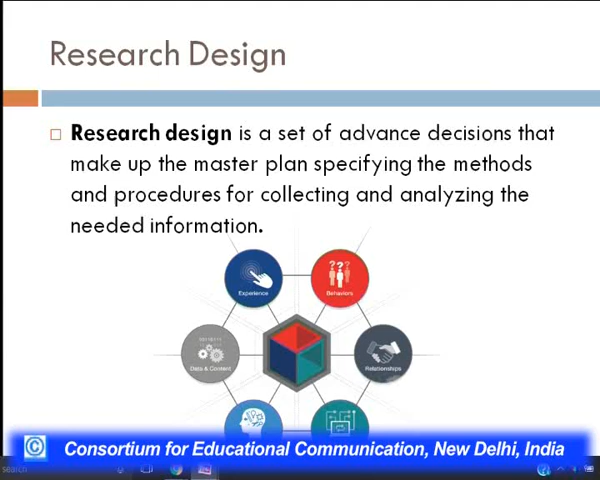 Research Design
Research design is a set of advance decisions that
make up the master plan specifying the methods
and procedures for collecting and analyzing the
needed information.
Experience
???
Behaviors
Data & Content
Relationships
© Consortium for Educational Communication, New Delhi, India
search